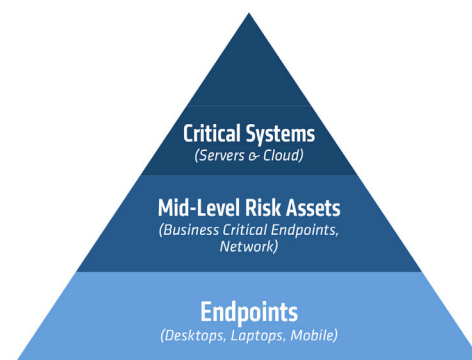 Critical Systems
(Servers & Cloud)
Mid-Level Risk Assets
(Business Critical Endpoints,
Network)
Endpoints
(Desktops, Laptops, Mobile)